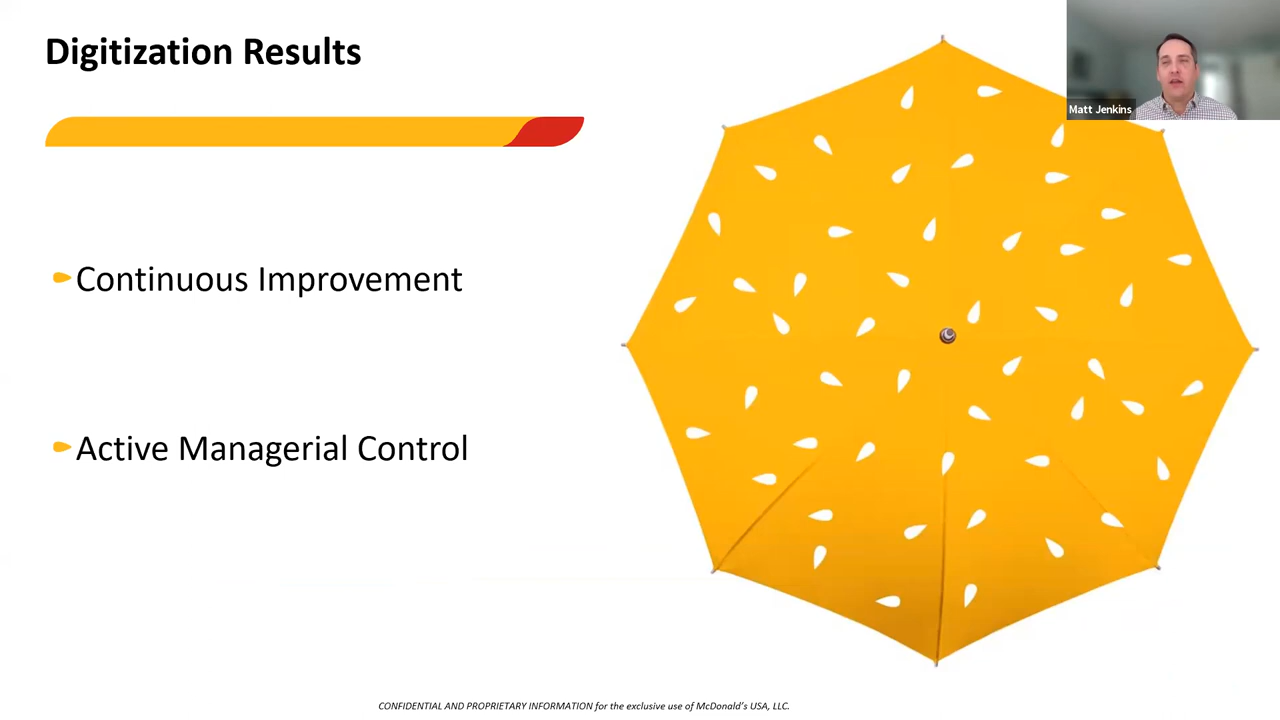 Digitization Results
Matt Jenkins
Continuous Improvement
Active Managerial Control
CONFIDENTIAL AND PROPRIETARY INFORMATION for the exclusive use of McDonald's USA, LLC.